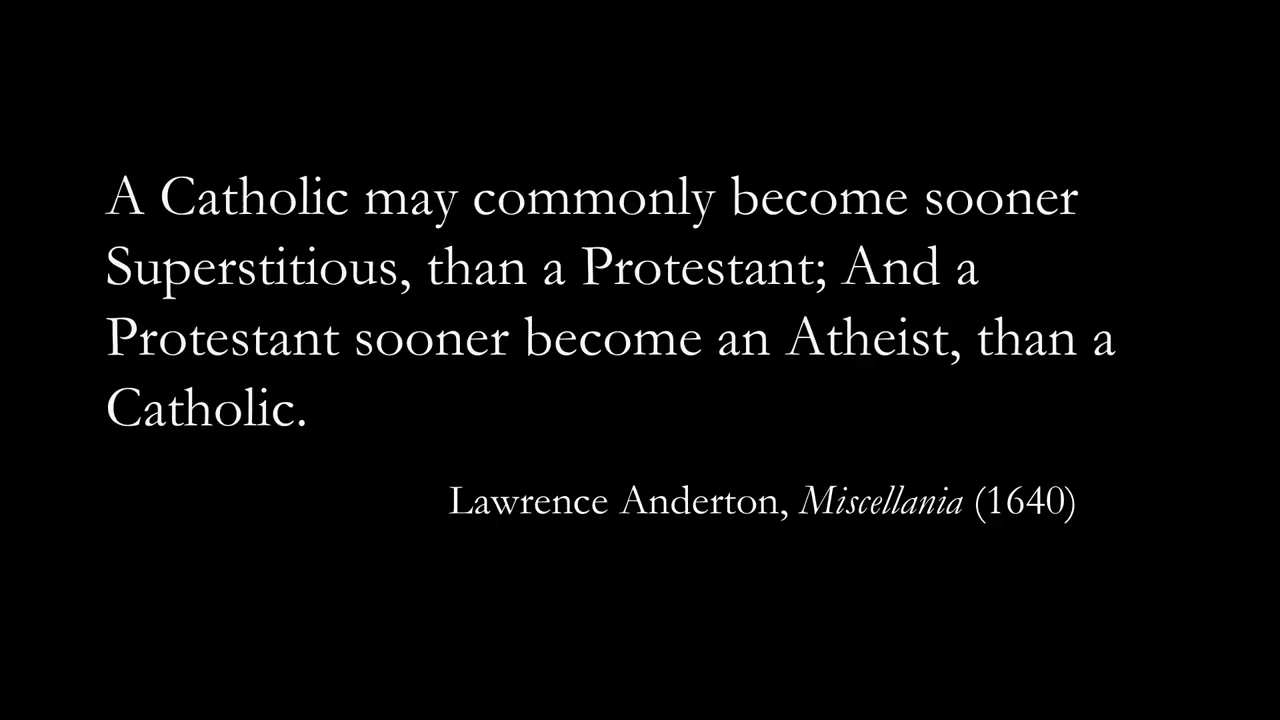 A Catholic may commonly become sooner
Superstitious, than a Protestant; And a
Protestant sooner become an Atheist, than a
Catholic.
Lawrence Anderton, Miscellania (1640)